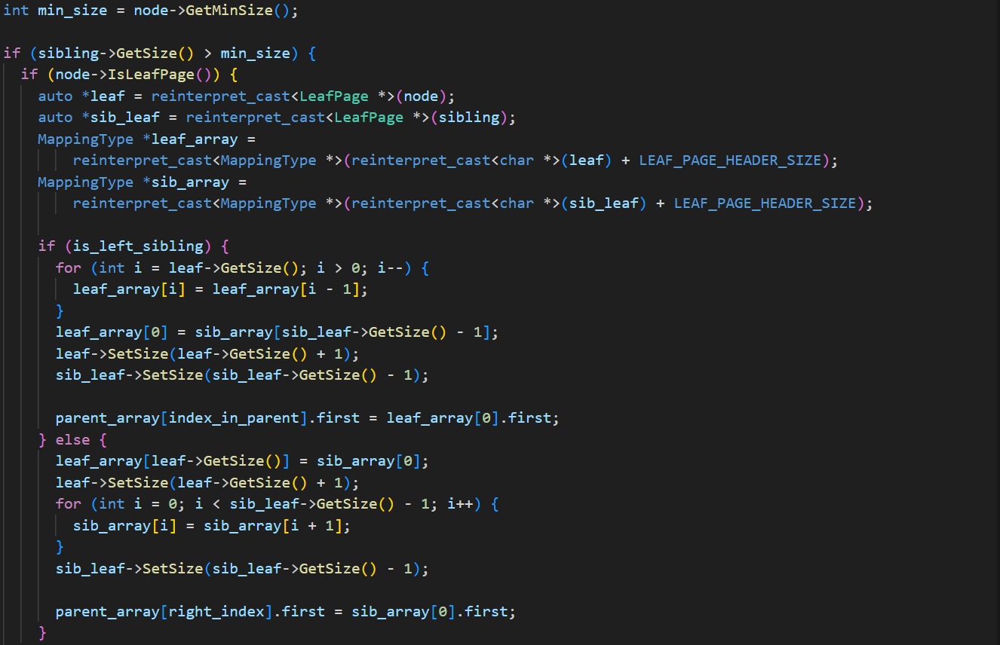 int min_size = node->GetMinSize();

if (sibling->GetSize() > min_size) {
  if (node->IsLeafPage()) {
    auto *leaf = reinterpret_cast<LeafPage *>(node);
    auto *sib_leaf = reinterpret_cast<LeafPage *>(sibling);
    MappingType *leaf_array =
        reinterpret_cast<MappingType *>(reinterpret_cast<char *>(leaf) + LEAF_PAGE_HEADER_SIZE);
    MappingType *sib_array =
        reinterpret_cast<MappingType *>(reinterpret_cast<char *>(sib_leaf) + LEAF_PAGE_HEADER_SIZE);

    if (is_left_sibling) {
      for (int i = leaf->GetSize(); i > 0; i--) {
        leaf_array[i] = leaf_array[i - 1];
      }
      leaf_array[0] = sib_array[sib_leaf->GetSize() - 1];
      leaf->SetSize(leaf->GetSize() + 1);
      sib_leaf->SetSize(sib_leaf->GetSize() - 1);

      parent_array[index_in_parent].first = leaf_array[0].first;
    } else {
      leaf_array[leaf->GetSize()] = sib_array[0];
      leaf->SetSize(leaf->GetSize() + 1);
      for (int i = 0; i < sib_leaf->GetSize() - 1; i++) {
        sib_array[i] = sib_array[i + 1];
      }
      sib_leaf->SetSize(sib_leaf->GetSize() - 1);

      parent_array[right_index].first = sib_array[0].first;
    }